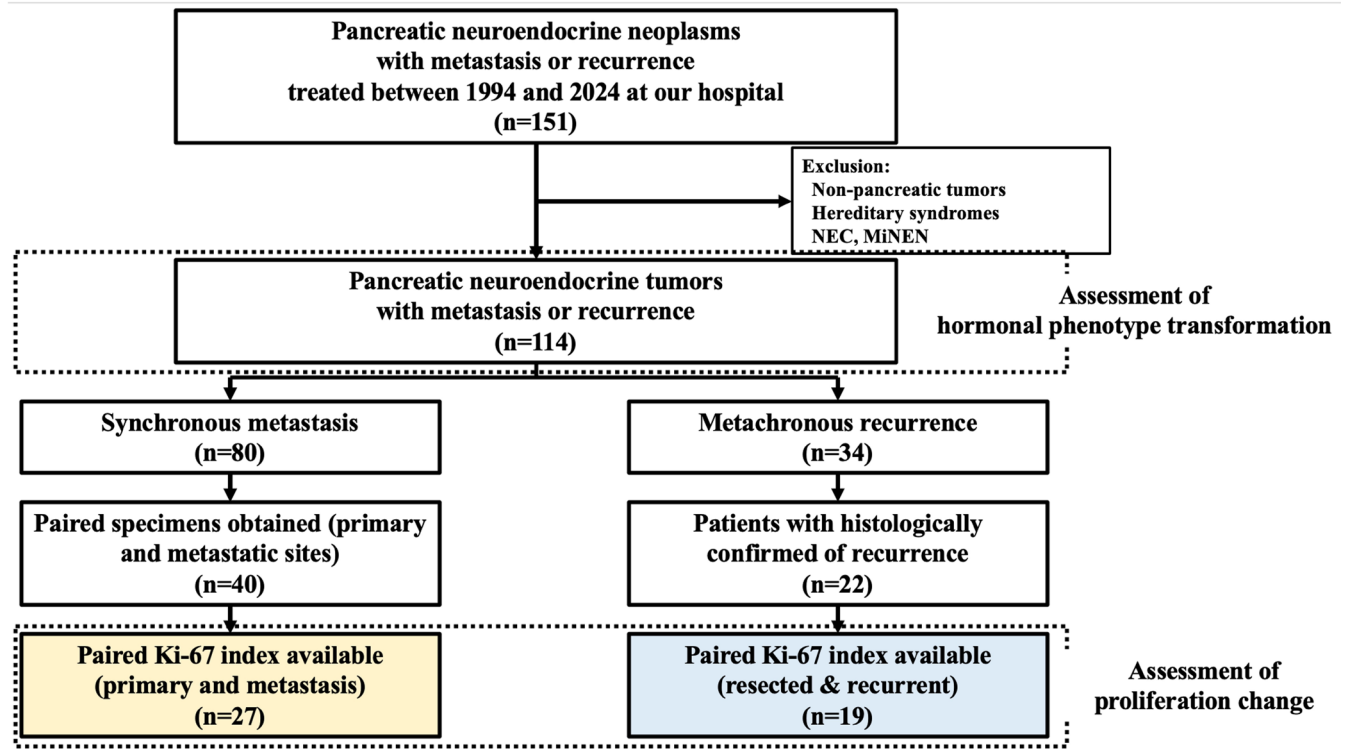 Pancreatic neuroendocrine neoplasms
with metastasis or recurrence
treated between 1994 and 2024 at our hospital
(n=151)
Exclusion:
Non-pancreatic tumors
Hereditary syndromes
NEC, MiNEN
Pancreatic neuroendocrine tumors
with metastasis or recurrence
(n=114)
Assessment of
hormonal phenotype transformation
Synchronous metastasis
(n=80)
Metachronous recurrence
(n=34)
Paired specimens obtained (primary
and metastatic sites)
(n=40)
Patients with histologically
confirmed of recurrence
(n=22)
Paired Ki-67 index available
(primary and metastasis)
(n=27)
Paired Ki-67 index available
(resected & recurrent)
(n=19)
Assessment of
proliferation change